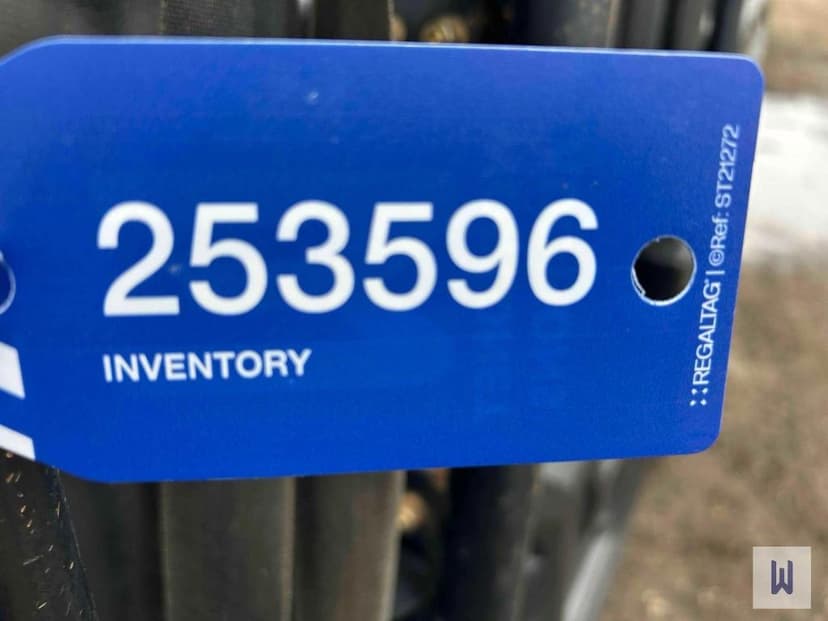 253596
INVENTORY
REGALTAG® | ©Ref: ST21272
W